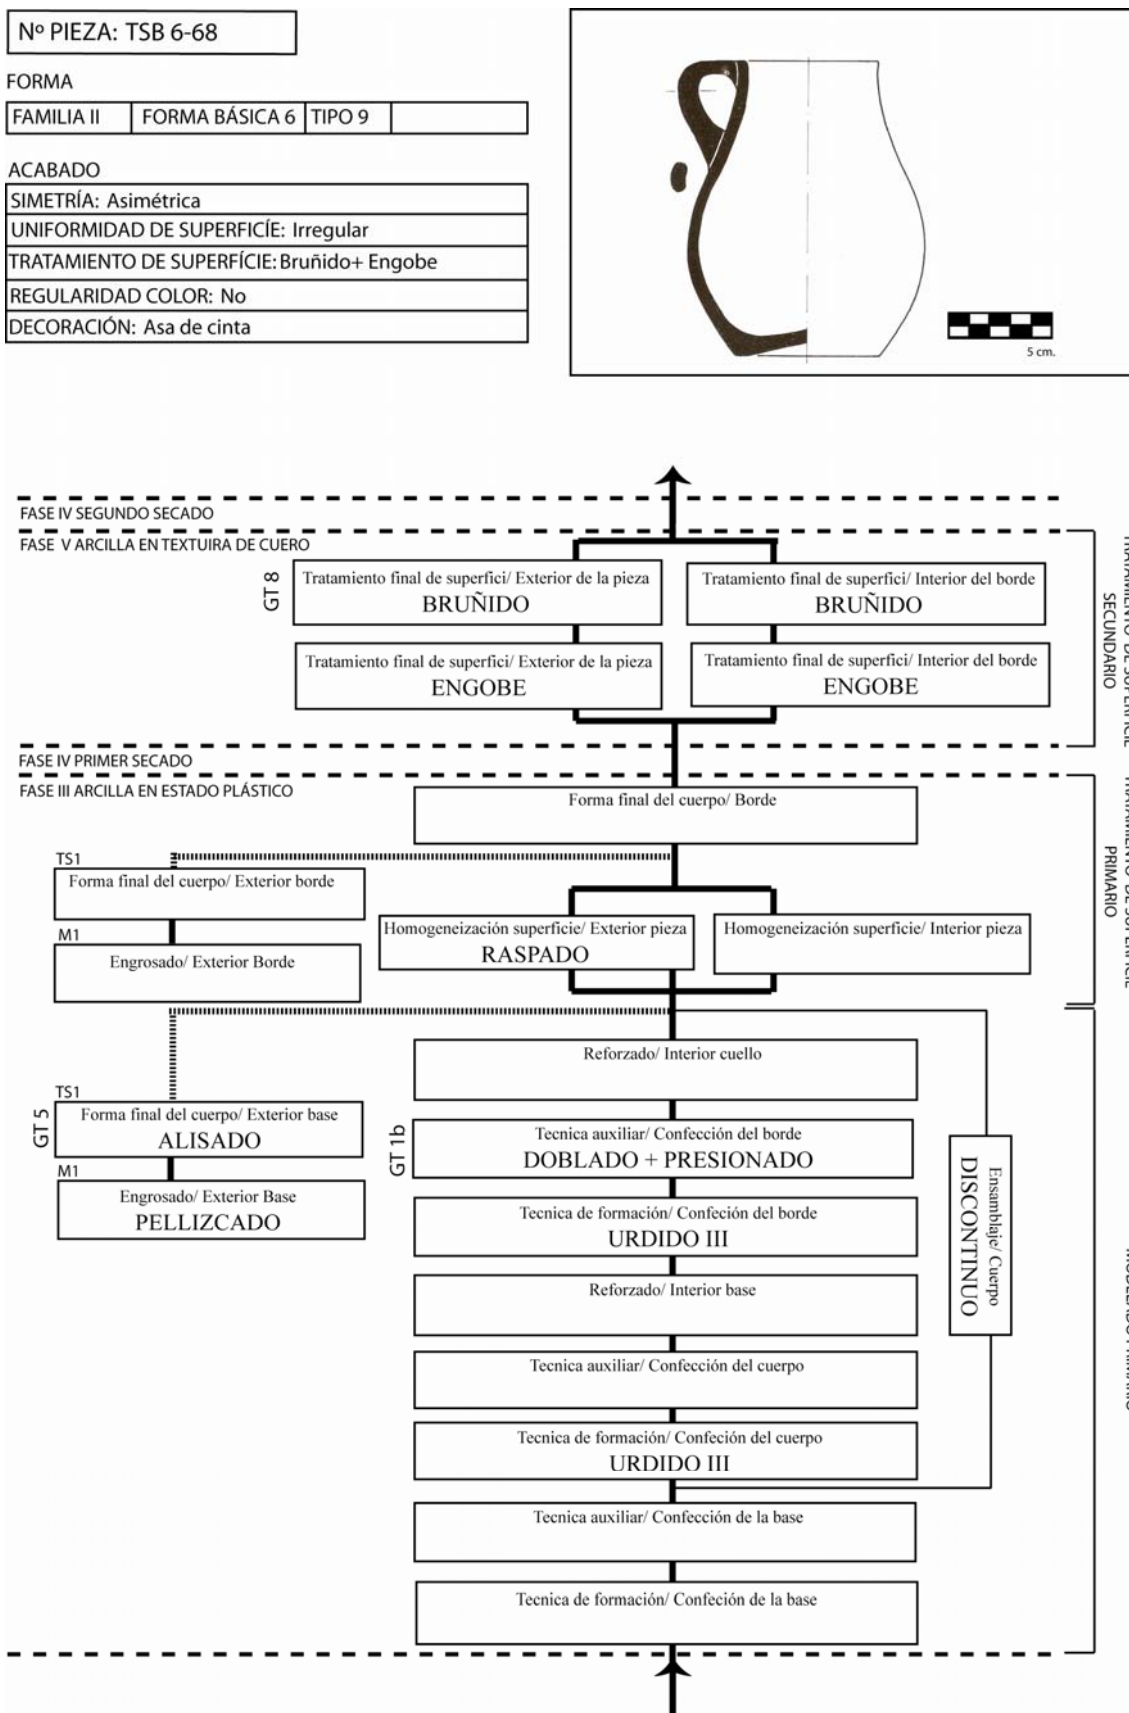 Nº PIEZA: TSB 6-68
FORMA
FAMILIA II
FORMA BÁSICA 6
TIPO 9
ACABADO
SIMETRÍA: Asimétrica
UNIFORMIDAD DE SUPERFICÍE: Irregular
TRATAMIENTO DE SUPERFÍCIE: Bruñido+ Engobe
REGULARIDAD COLOR: No
DECORACIÓN: Asa de cinta
5 cm.
FASE IV SEGUNDO SECADO
FASE V ARCILLA EN TEXTUIRA DE CUERO
GT 8
Tratamiento final de superfici/ Exterior de la pieza
BRUÑIDO
Tratamiento final de superfici/ Interior del borde
BRUÑIDO
Tratamiento final de superfici/ Exterior de la pieza
ENGOBE
Tratamiento final de superfici/ Interior del borde
ENGOBE
SECUNDARIO
FASE IV PRIMER SECADO
FASE III ARCILLA EN ESTADO PLÁSTICO
Forma final del cuerpo/ Borde
TS1
Forma final del cuerpo/ Exterior borde
M1
Engrosado/ Exterior Borde
Homogeneización superficie/ Exterior pieza
RASPADO
Homogeneización superficie/ Interior pieza
PRIMARIO
Reforzado/ Interior cuello
GT 5
TS1
Forma final del cuerpo/ Exterior base
ALISADO
M1
Engrosado/ Exterior Base
PELLIZCADO
GT 1b
Tecnica auxiliar/ Confección del borde
DOBLADO + PRESIONADO
Tecnica de formación/ Confeción del borde
URDIDO III
Reforzado/ Interior base
Tecnica auxiliar/ Confección del cuerpo
Tecnica de formación/ Confeción del cuerpo
URDIDO III
Ensamblaje/ Cuerpo
DISCONTINUO
Tecnica auxiliar/ Confección de la base
Tecnica de formación/ Confeción de la base